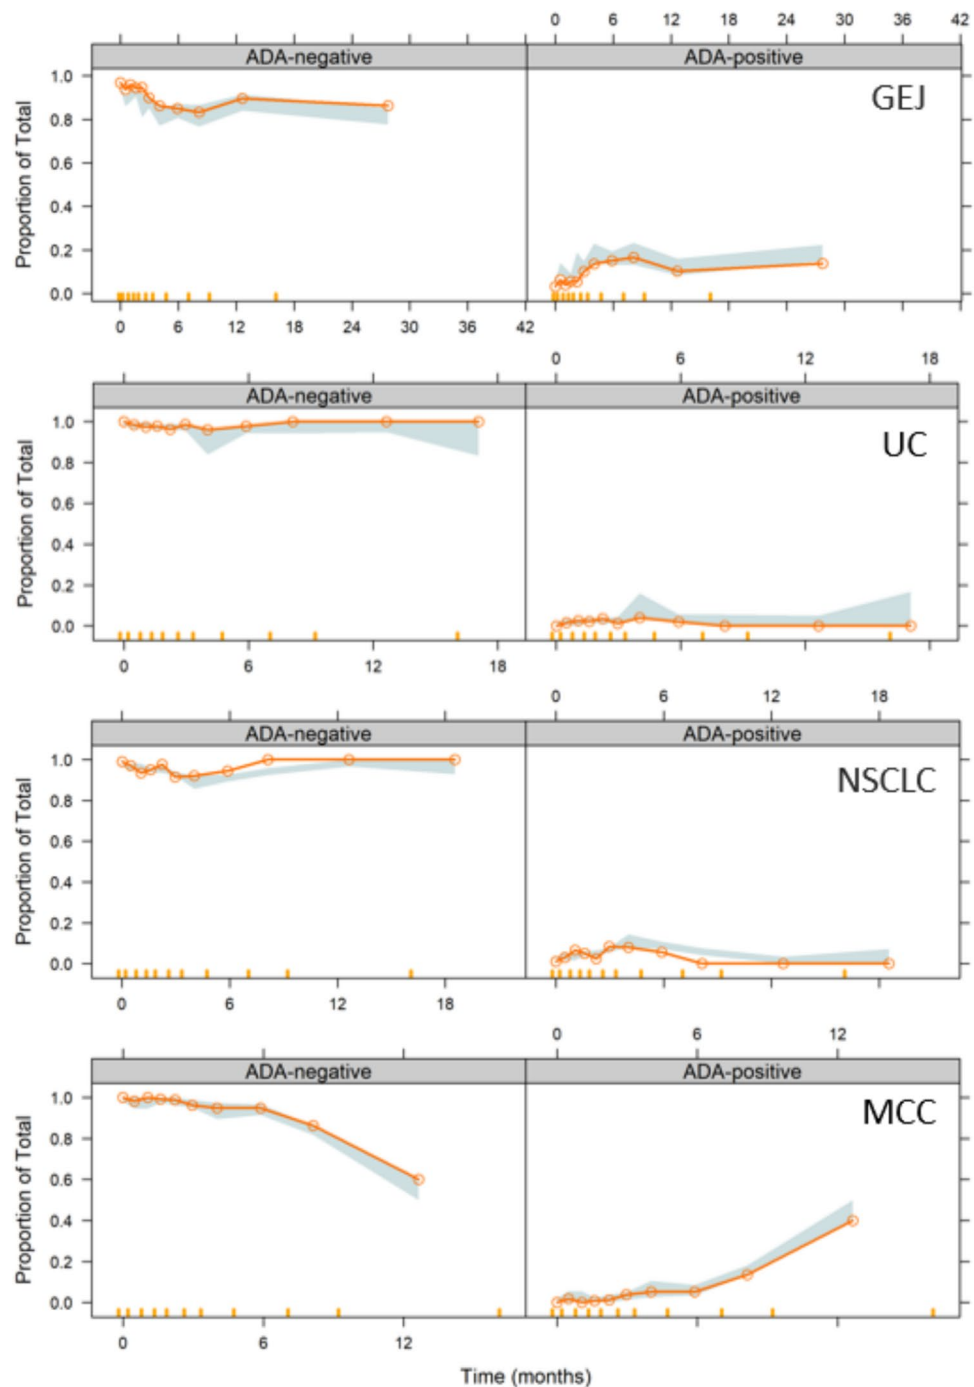 0 6 12 18 24 30 36 42
ADA-negative ADA-positive
GEJ
Proportion of Total
1.0
0.8
0.6
0.4
0.2
0.0
0 6 12 18 24 30 36 42
0 6 12 18
ADA-negative ADA-positive
UC
Proportion of Total
1.0
0.8
0.6
0.4
0.2
0.0
0 6 12 18
0 6 12 18
ADA-negative ADA-positive
NSCLC
Proportion of Total
1.0
0.8
0.6
0.4
0.2
0.0
0 6 12 18
0 6 12
ADA-negative ADA-positive
MCC
Proportion of Total
1.0
0.8
0.6
0.4
0.2
0.0
0 6 12
Time (months)